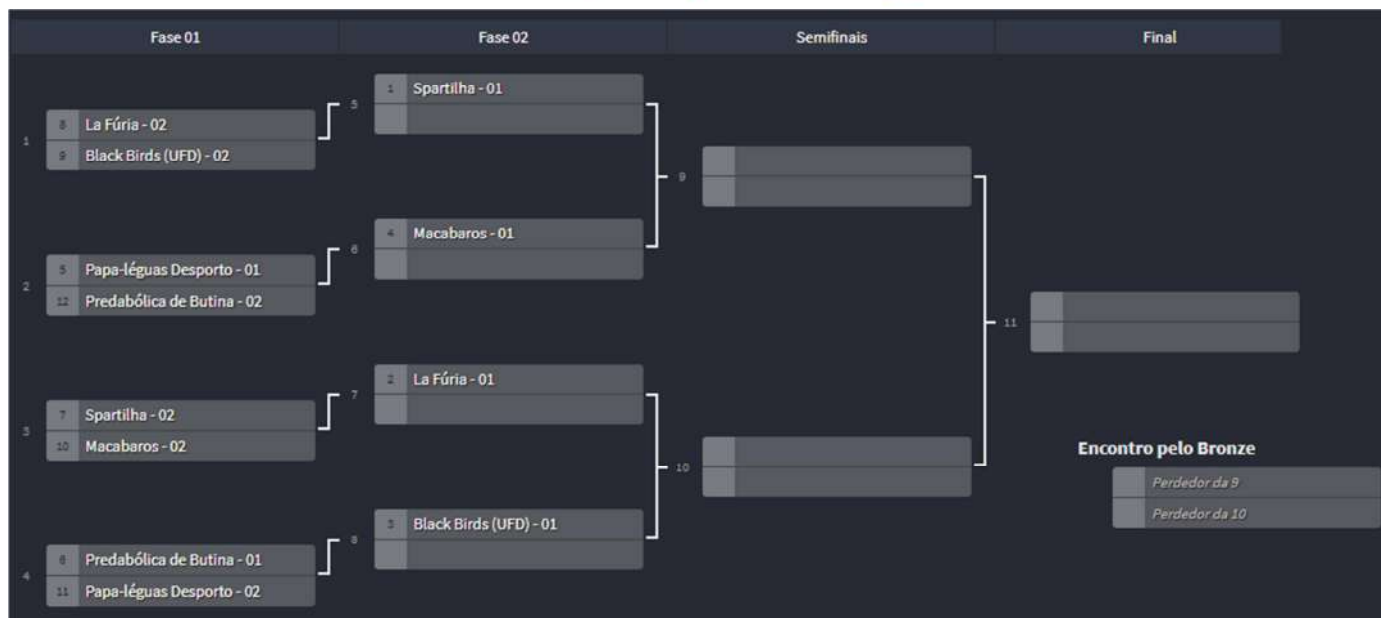 Fase 01
Fase 02
Semifinais
Final
1
8 La Fúria - 02
9 Black Birds (UFD) - 02
2
5 Papa-léguas Desporto - 01
12 Predabólica de Butina - 02
3
7 Spartilha - 02
10 Macabaros - 02
4
6 Predabólica de Butina - 01
11 Papa-léguas Desporto - 02
5
1 Spartilha - 01
6
4 Macabaros - 01
7
2 La Fúria - 01
8
3 Black Birds (UFD) - 01
9
10
11
Encontro pelo Bronze
Perdedor da 9
Perdedor da 10